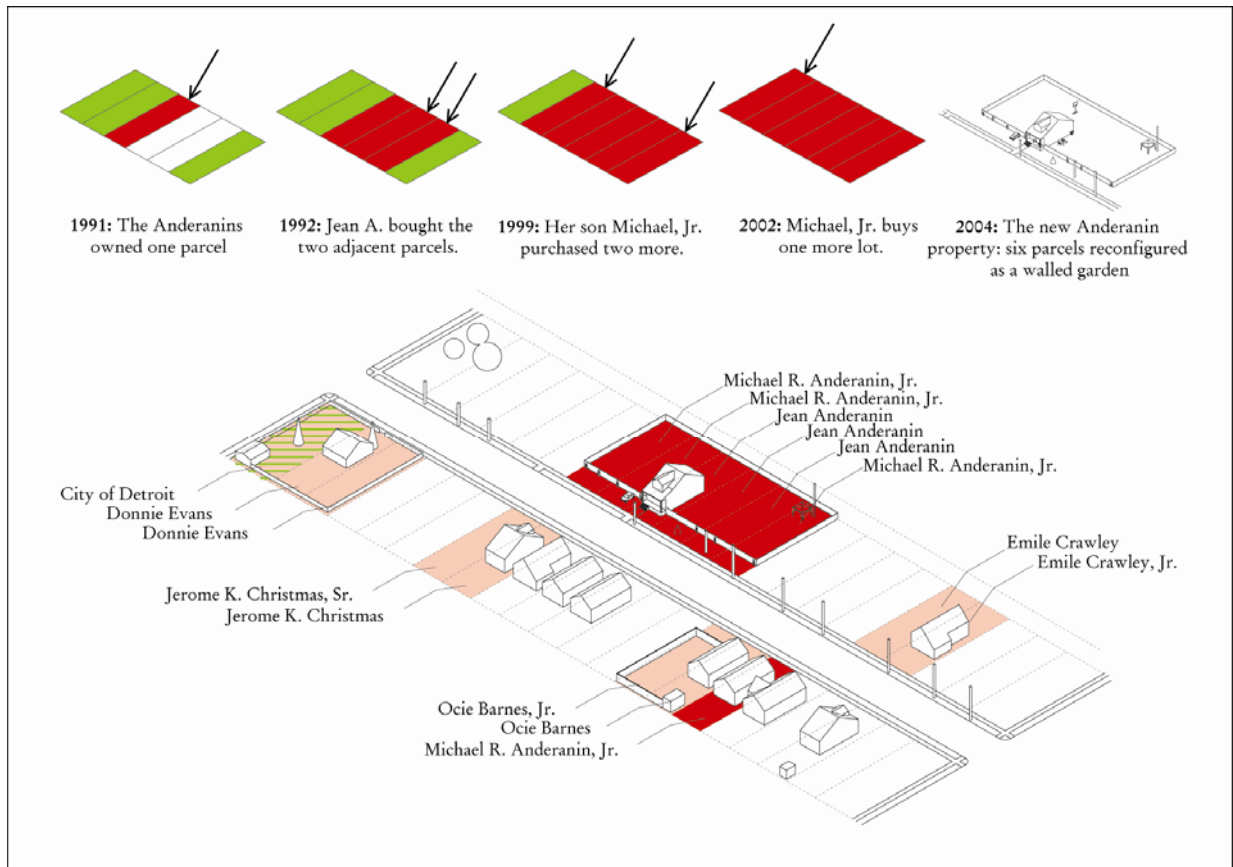 1991: The Anderanins
owned one parcel
1992: Jean A. bought the
two adjacent parcels.
1999: Her son Michael, Jr.
purchased two more.
2002: Michael, Jr. buys
one more lot.
2004: The new Anderanin
property: six parcels reconfigured
as a walled garden
Michael R. Anderanin, Jr.
Michael R. Anderanin, Jr.
Jean Anderanin
Jean Anderanin
Jean Anderanin
Michael R. Anderanin, Jr.
City of Detroit
Donnie Evans
Donnie Evans
Emile Crawley
Emile Crawley, Jr.
Jerome K. Christmas, Sr.
Jerome K. Christmas
Ocie Barnes, Jr.
Ocie Barnes
Michael R. Anderanin, Jr.